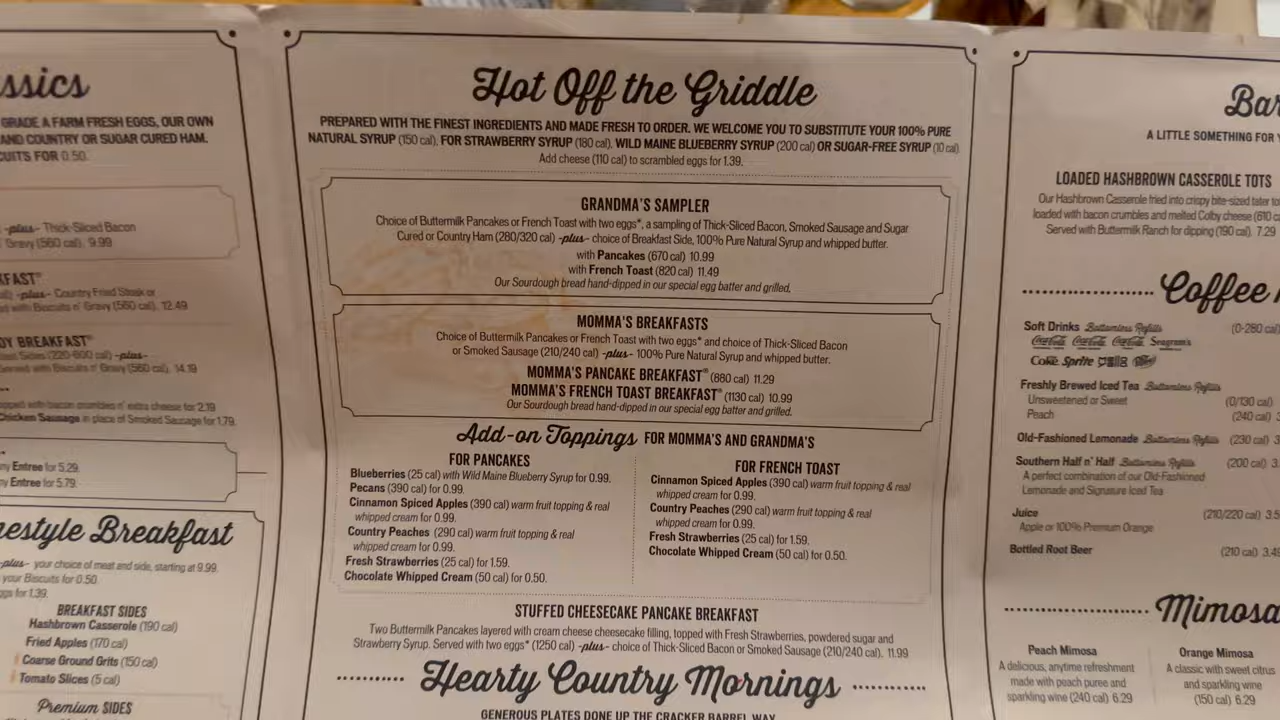 ssics
GRADE A FARM FRESH EGGS, OUR OWN
AND COUNTRY OR SUGAR CURED HAM.
CUITS FOR 0.50.
-plus- Thick-Sliced Bacon
Gravy (560 cal). 9.99
KFAST®
-plus- Country Fried Steak or
ed with Biscuits n' Gravy (560 cal). 12.49
DY BREAKFAST®
Sides (220-600 cal) -plus-
Served with Biscuits n' Gravy (560 cal). 14.19
topped with bacon crumbles n' extra cheese for 2.19
Chicken Sausage in place of Smoked Sausage for 1.79.
ny Entree for 5.29.
ny Entree for 5.79.
estyle Breakfast
-plus- your choice of meat and side, starting at 9.99.
your Biscuits for 0.50.
ggs for 1.39.
BREAKFAST SIDES
Hashbrown Casserole (190 cal)
Fried Apples (170 cal)
Coarse Ground Grits (150 cal)
Tomato Slices (5 cal)
Premium SIDES
Hot Off the Griddle
PREPARED WITH THE FINEST INGREDIENTS AND MADE FRESH TO ORDER. WE WELCOME YOU TO SUBSTITUTE YOUR 100% PURE
NATURAL SYRUP (150 cal), FOR STRAWBERRY SYRUP (180 cal), WILD MAINE BLUEBERRY SYRUP (200 cal) OR SUGAR-FREE SYRUP (10 cal).
Add cheese (110 cal) to scrambled eggs for 1.39.
GRANDMA'S SAMPLER
Choice of Buttermilk Pancakes or French Toast with two eggs*, a sampling of Thick-Sliced Bacon, Smoked Sausage and Sugar
Cured or Country Ham (280/320 cal) -plus- choice of Breakfast Side, 100% Pure Natural Syrup and whipped butter.
with Pancakes (670 cal) 10.99
with French Toast (820 cal) 11.49
Our Sourdough bread hand-dipped in our special egg batter and grilled.
MOMMA'S BREAKFASTS
Choice of Buttermilk Pancakes or French Toast with two eggs* and choice of Thick-Sliced Bacon
or Smoked Sausage (210/240 cal) -plus- 100% Pure Natural Syrup and whipped butter.
MOMMA'S PANCAKE BREAKFAST® (880 cal) 11.29
MOMMA'S FRENCH TOAST BREAKFAST® (1130 cal) 10.99
Our Sourdough bread hand-dipped in our special egg batter and grilled.
Add-on Toppings FOR MOMMA'S AND GRANDMA'S
FOR PANCAKES
Blueberries (25 cal) with Wild Maine Blueberry Syrup for 0.99.
Pecans (390 cal) for 0.99.
Cinnamon Spiced Apples (390 cal) warm fruit topping & real
whipped cream for 0.99.
Country Peaches (290 cal) warm fruit topping & real
whipped cream for 0.99.
Fresh Strawberries (25 cal) for 1.59.
Chocolate Whipped Cream (50 cal) for 0.50.
FOR FRENCH TOAST
Cinnamon Spiced Apples (390 cal) warm fruit topping & real
whipped cream for 0.99.
Country Peaches (290 cal) warm fruit topping & real
whipped cream for 0.99.
Fresh Strawberries (25 cal) for 1.59.
Chocolate Whipped Cream (50 cal) for 0.50.
STUFFED CHEESECAKE PANCAKE BREAKFAST
Two Buttermilk Pancakes layered with cream cheese cheesecake filling, topped with Fresh Strawberries, powdered sugar and
Strawberry Syrup. Served with two eggs* (1250 cal) -plus- choice of Thick-Sliced Bacon or Smoked Sausage (210/240 cal). 11.99
Hearty Country Mornings
GENEROUS PLATES DONE UP THE CRACKER BARREL WAY
Bar
A LITTLE SOMETHING FOR Y
LOADED HASHBROWN CASSEROLE TOTS
Our Hashbrown Casserole fried into crispy bite-sized tater to
loaded with bacon crumbles and melted Colby cheese (610 c
Served with Buttermilk Ranch for dipping (190 cal). 7.29
Coffee
Soft Drinks Bottomless Refills (0-280 cal)
Coca-Cola Coca-Cola Coca-Cola Seagram's
Coke Sprite
Freshly Brewed Iced Tea Bottomless Refills
Unsweetened or Sweet (0/130 cal)
Peach (240 cal) 3
Old-Fashioned Lemonade Bottomless Refills (230 cal) 3.
Southern Half n' Half Bottomless Refills (200 cal) 3.
A perfect combination of our Old-Fashioned
Lemonade and Signature Iced Tea
Juice (210/220 cal) 3.5
Apple or 100% Premium Orange
Bottled Root Beer (210 cal) 3.49
Mimosa
Peach Mimosa
A delicious, anytime refreshment
made with peach puree and
sparkling wine (240 cal) 6.29
Orange Mimosa
A classic with sweet citrus
and sparkling wine
(150 cal) 6.29